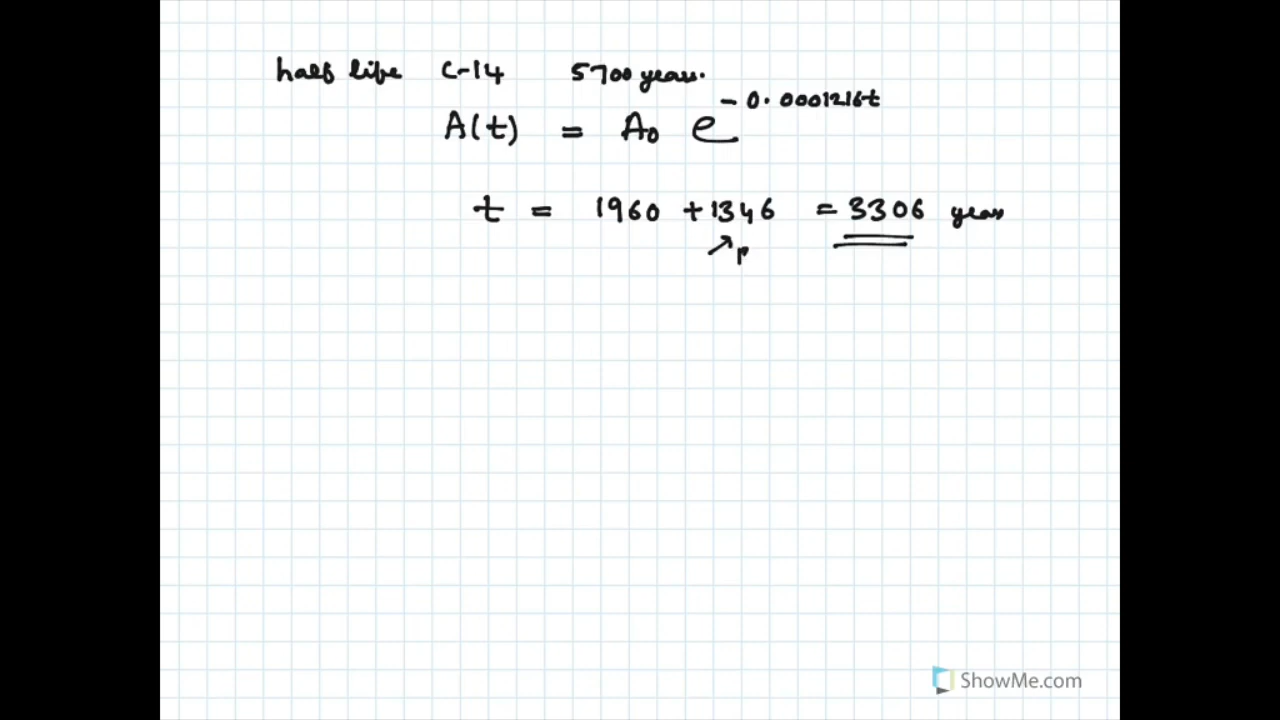 half life C-14 5700 years.
A(t) = A₀ e^{-0.0001216t}
t = 1960 + 1346 = 3306 years
↗ p
ShowMe.com